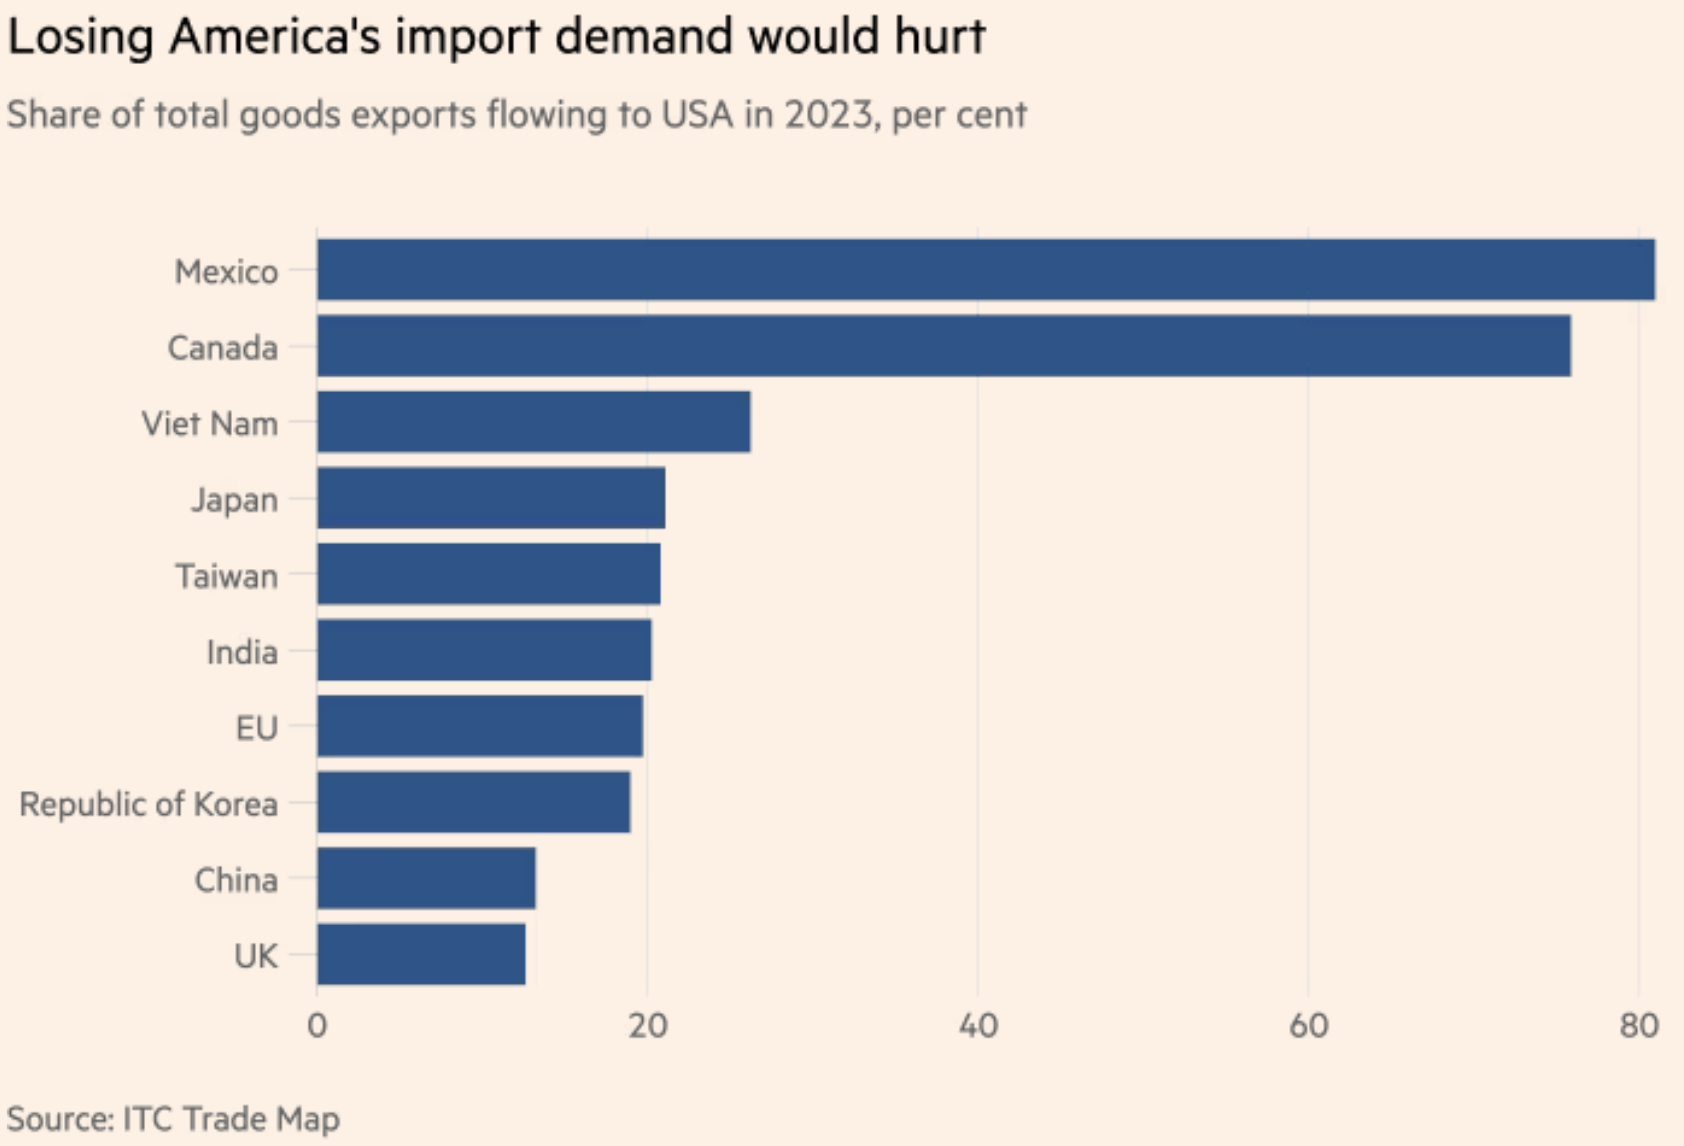 Losing America's import demand would hurt
Share of total goods exports flowing to USA in 2023, per cent
Mexico
Canada
Viet Nam
Japan
Taiwan
India
EU
Republic of Korea
China
UK
0 20 40 60 80
Source: ITC Trade Map